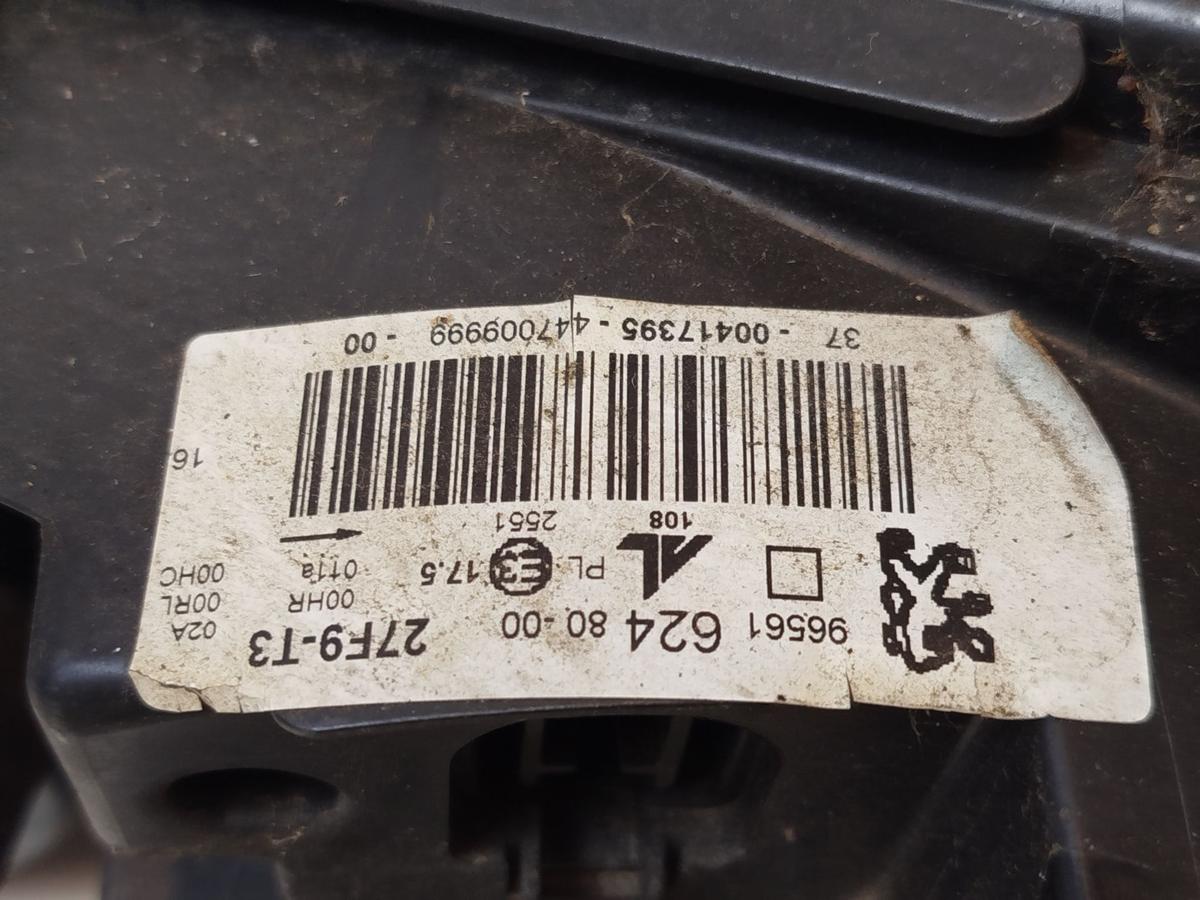 96561 624 80-00 27F9-T3
02A
00HR 00RL
011a 00HC
PL E3 17.5
AL
108
2551
16
37 - 00417395 - 447009999 - 00